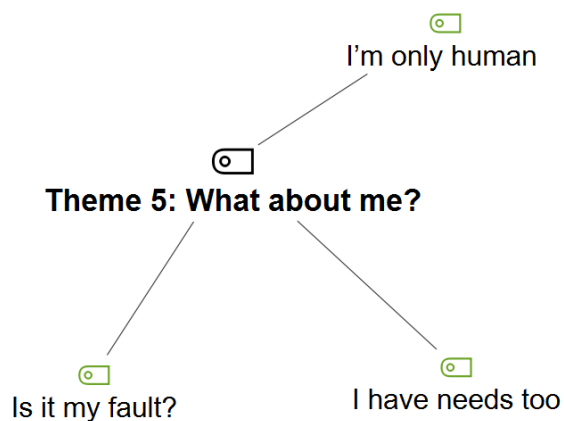 I’m only human
Theme 5: What about me?
Is it my fault?
I have needs too